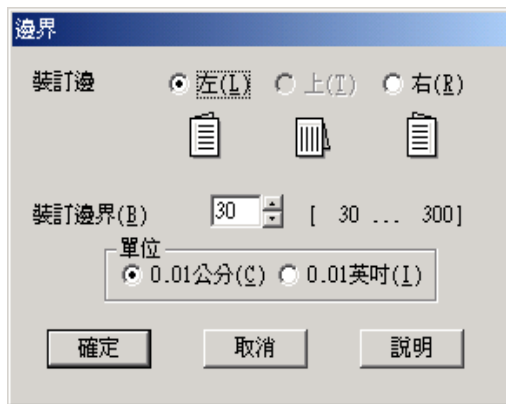 邊界
裝訂邊 左(L) 上(T) 右(R)
裝訂邊界(B) 30 [ 30 ... 300]
單位
0.01公分(C) 0.01英吋(I)
確定 取消 說明